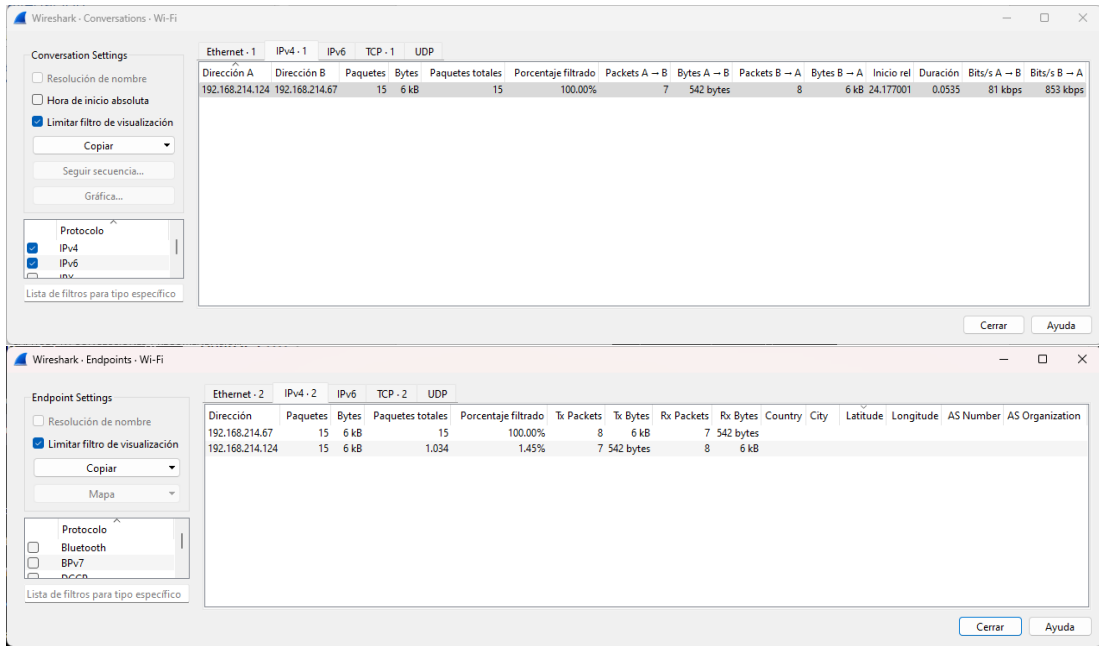 Wireshark · Conversations · Wi-Fi
Conversation Settings
Resolución de nombre
Hora de inicio absoluta
Limitar filtro de visualización
Copiar
Seguir secuencia...
Gráfica...
Protocolo
IPv4
IPv6
IPX
Lista de filtros para tipo específico
Ethernet · 1 IPv4 · 1 IPv6 TCP · 1 UDP
Dirección A Dirección B Paquetes Bytes Paquetes totales Porcentaje filtrado Packets A → B Bytes A → B Packets B → A Bytes B → A Inicio rel Duración Bits/s A → B Bits/s B → A
192.168.214.124 192.168.214.67 15 6 kB 15 100.00% 7 542 bytes 8 6 kB 24.177001 0.0535 81 kbps 853 kbps
Cerrar Ayuda
Wireshark · Endpoints · Wi-Fi
Endpoint Settings
Resolución de nombre
Limitar filtro de visualización
Copiar
Mapa
Protocolo
Bluetooth
BPv7
DCCP
Lista de filtros para tipo específico
Ethernet · 2 IPv4 · 2 IPv6 TCP · 2 UDP
Dirección Paquetes Bytes Paquetes totales Porcentaje filtrado Tx Packets Tx Bytes Rx Packets Rx Bytes Country City Latitude Longitude AS Number AS Organization
192.168.214.67 15 6 kB 15 100.00% 8 6 kB 7 542 bytes
192.168.214.124 15 6 kB 1.034 1.45% 7 542 bytes 8 6 kB
Cerrar Ayuda